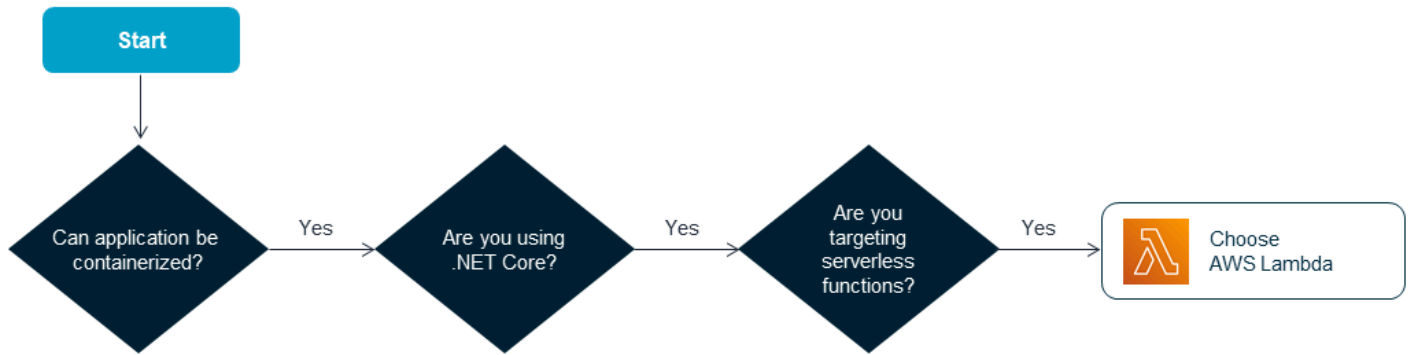 Start
Can application be
containerized?
Yes
Are you using
.NET Core?
Yes
Are you
targeting
serverless
functions?
Yes
Choose
AWS Lambda